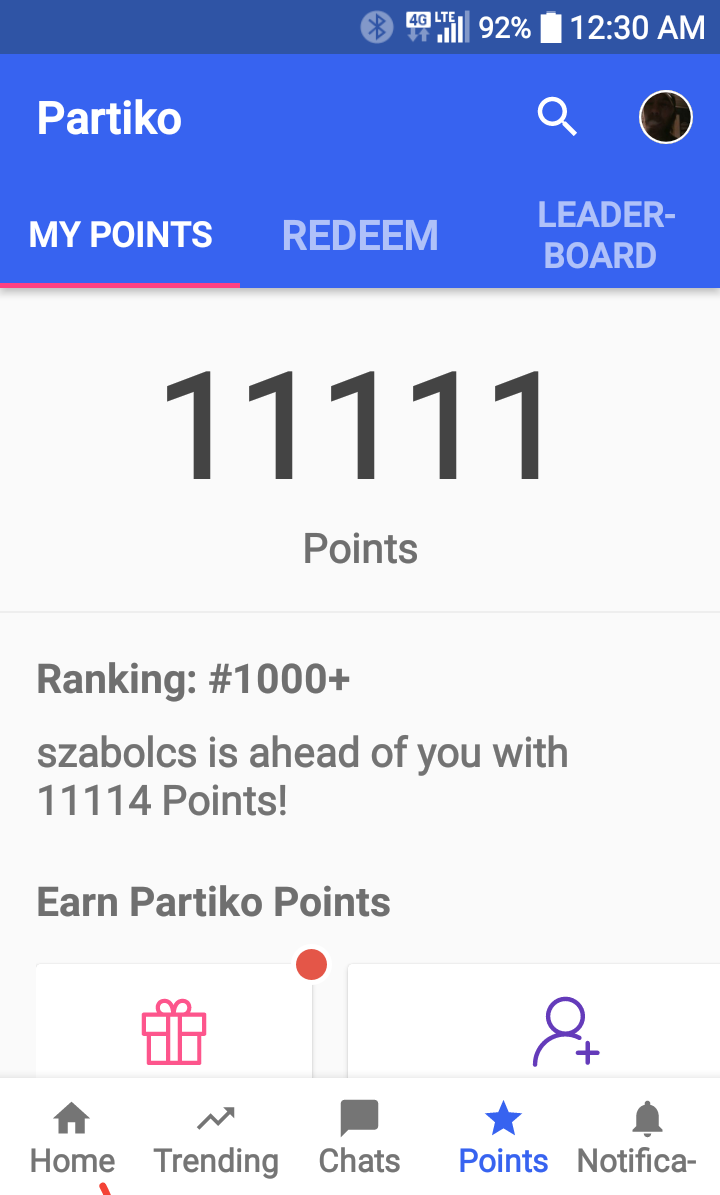 4G LTE 92% 12:30 AM
Partiko
MY POINTS
REDEEM
LEADER-
BOARD
11111
Points
Ranking: #1000+
szabolcs is ahead of you with
11114 Points!
Earn Partiko Points
Home Trending Chats Points Notifica-